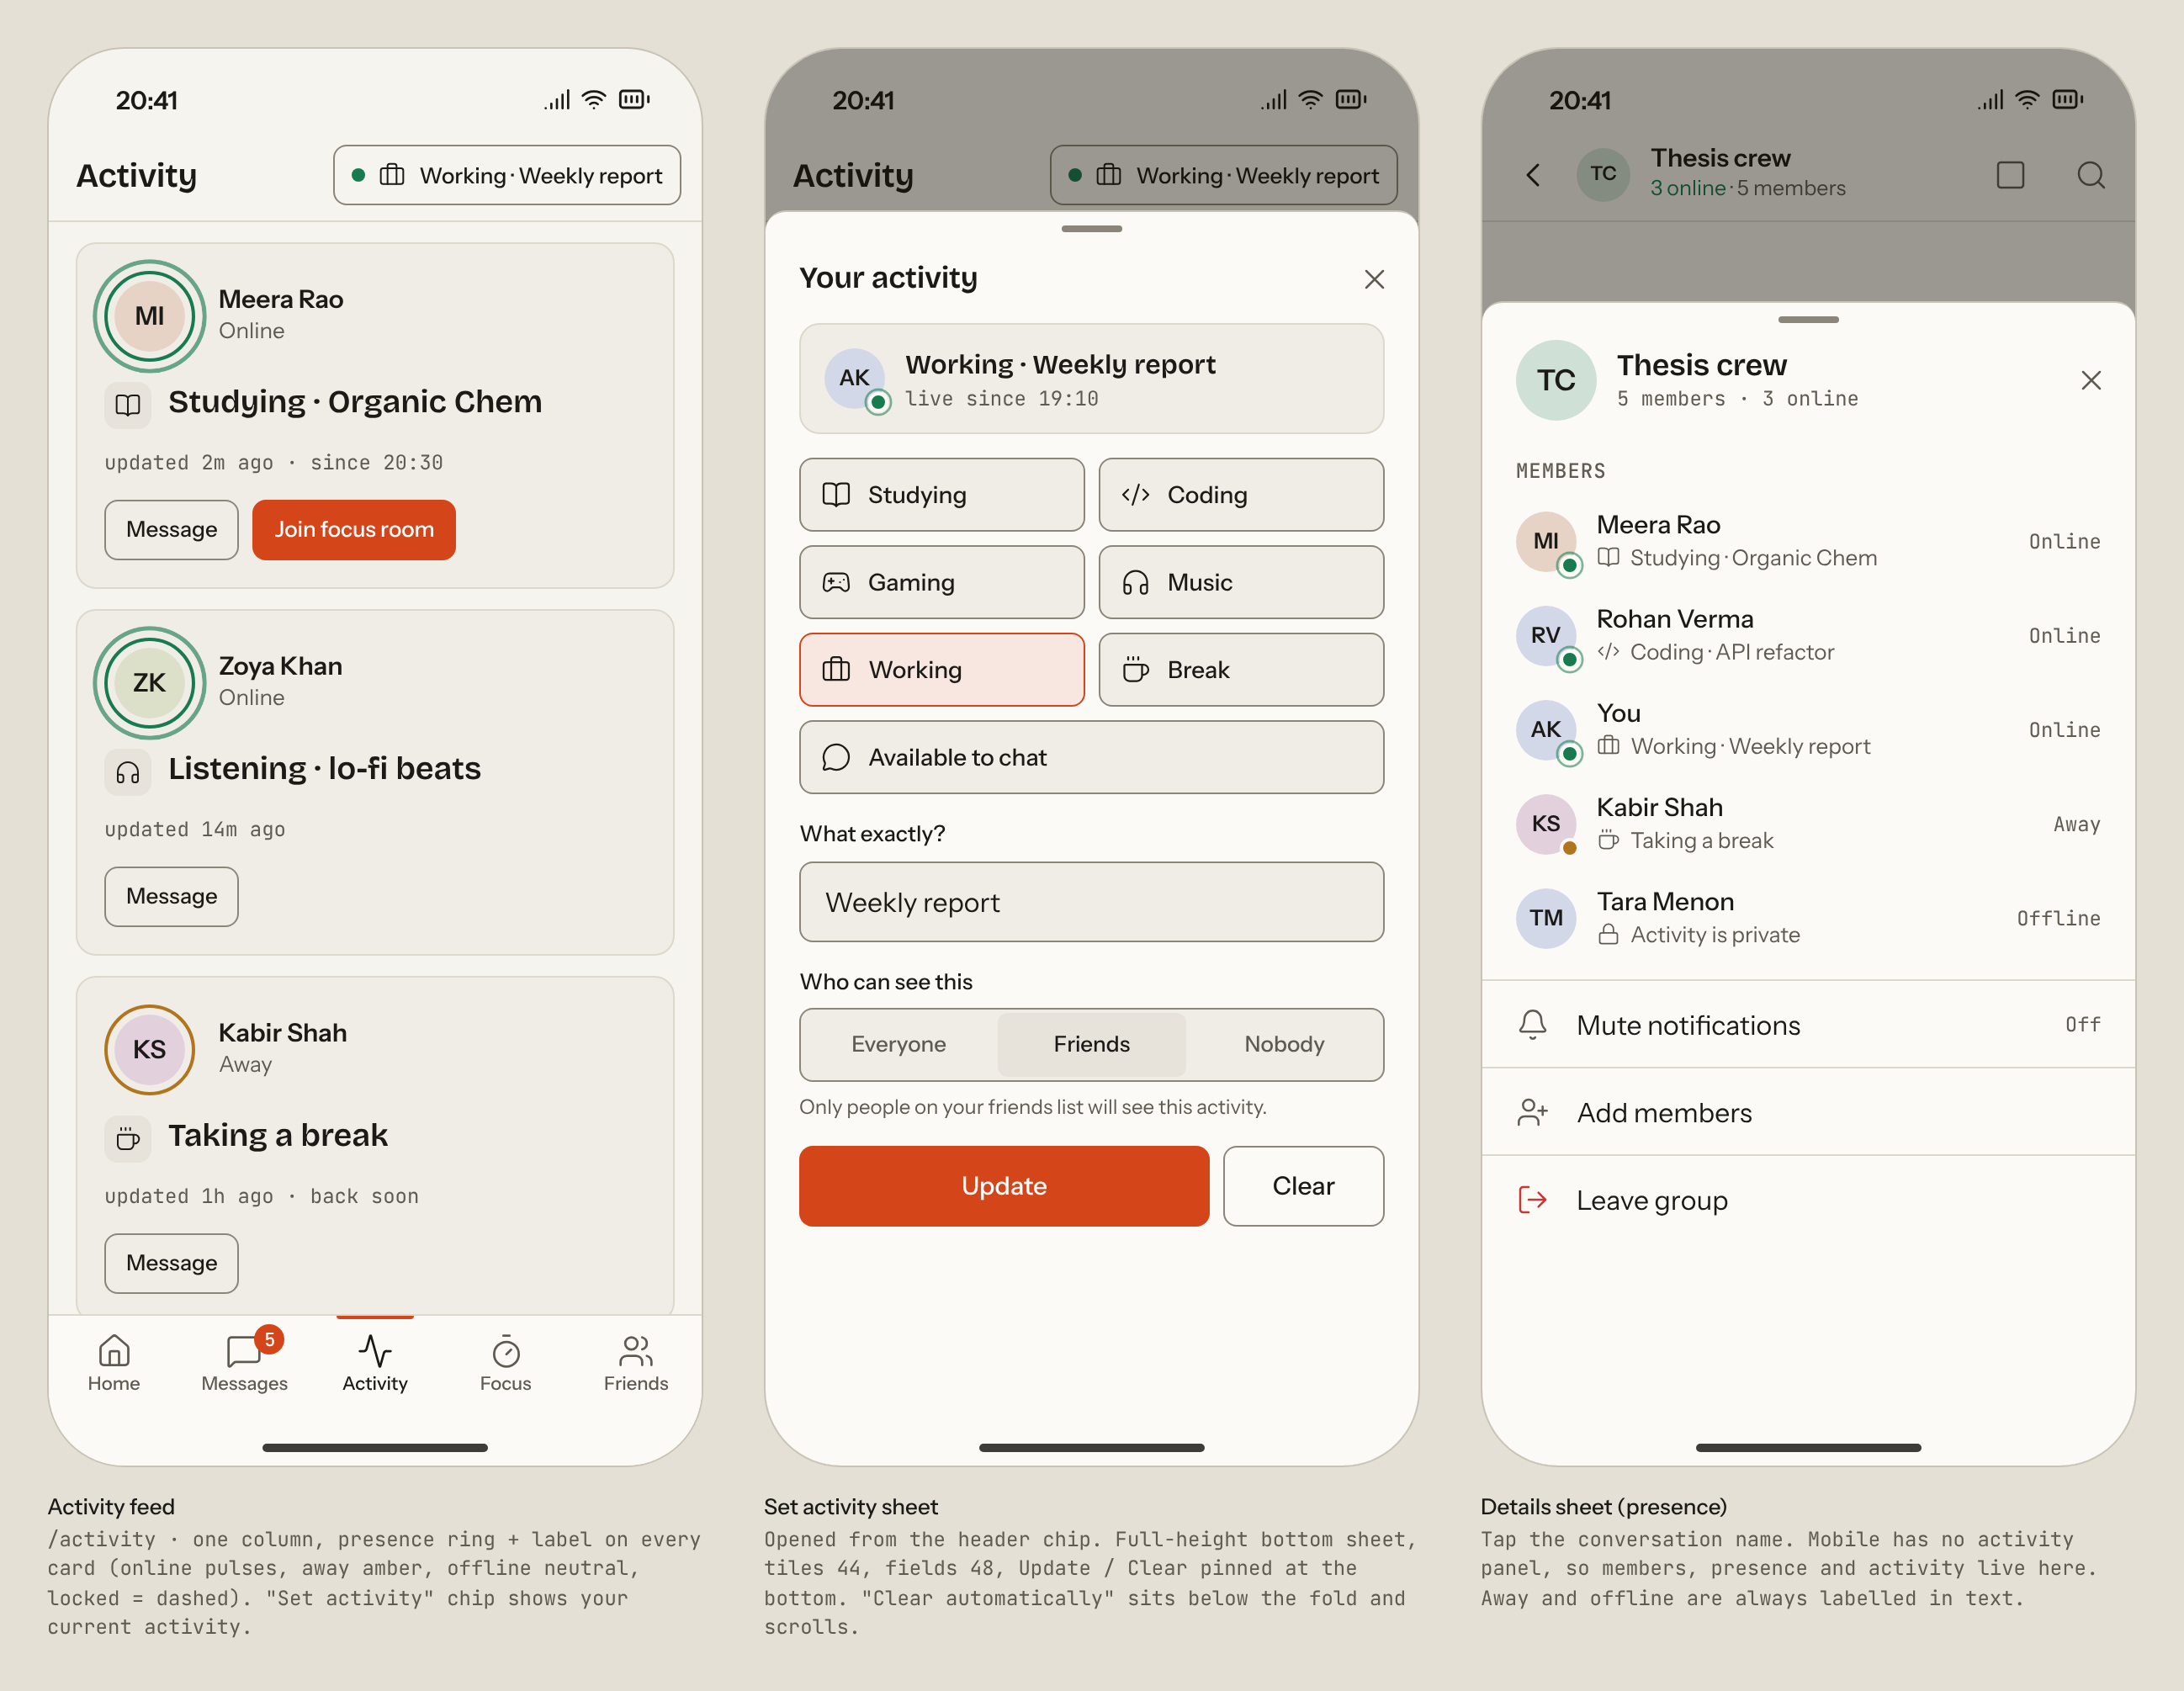 20:41
Activity
Working · Weekly report
MI
Meera Rao
Online
Studying · Organic Chem
updated 2m ago · since 20:30
Message
Join focus room
ZK
Zoya Khan
Online
Listening · lo-fi beats
updated 14m ago
Message
KS
Kabir Shah
Away
Taking a break
updated 1h ago · back soon
Message
5
Home
Messages
Activity
Focus
Friends
Activity feed
/activity · one column, presence ring + label on every
card (online pulses, away amber, offline neutral,
locked = dashed). "Set activity" chip shows your
current activity.
20:41
Activity
Working · Weekly report
Your activity
AK
Working · Weekly report
live since 19:10
Studying
Coding
Gaming
Music
Working
Break
Available to chat
What exactly?
Weekly report
Who can see this
Everyone
Friends
Nobody
Only people on your friends list will see this activity.
Update
Clear
Set activity sheet
Opened from the header chip. Full-height bottom sheet,
tiles 44, fields 48, Update / Clear pinned at the
bottom. "Clear automatically" sits below the fold and
scrolls.
20:41
TC
Thesis crew
3 online · 5 members
TC
Thesis crew
5 members · 3 online
MEMBERS
MI
Meera Rao
Studying · Organic Chem
Online
RV
Rohan Verma
Coding · API refactor
Online
AK
You
Working · Weekly report
Online
KS
Kabir Shah
Taking a break
Away
TM
Tara Menon
Activity is private
Offline
Mute notifications
Off
Add members
Leave group
Details sheet (presence)
Tap the conversation name. Mobile has no activity
panel, so members, presence and activity live here.
Away and offline are always labelled in text.